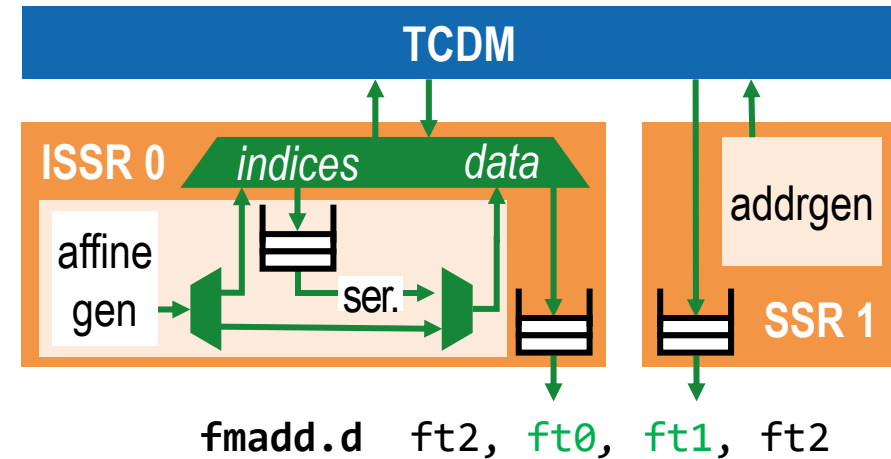 TCDM
ISSR 0
indices
data
affine
gen
ser.
addrgen
SSR 1
fmadd.d ft2, ft0, ft1, ft2